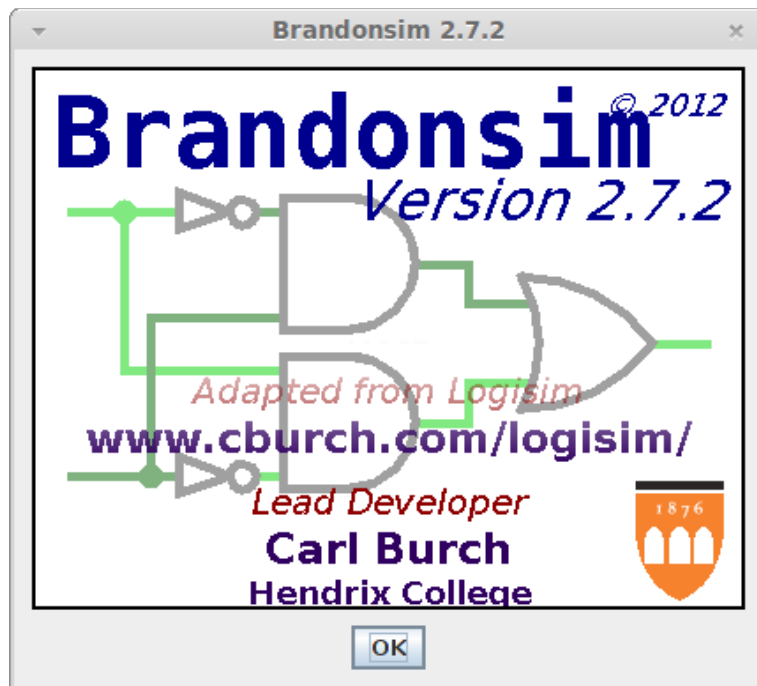 Brandonsim 2.7.2
© 2012
Brandonsim
Version 2.7.2
Adapted from Logisim
www.cburch.com/logisim/
Lead Developer
Carl Burch
Hendrix College
1876
OK